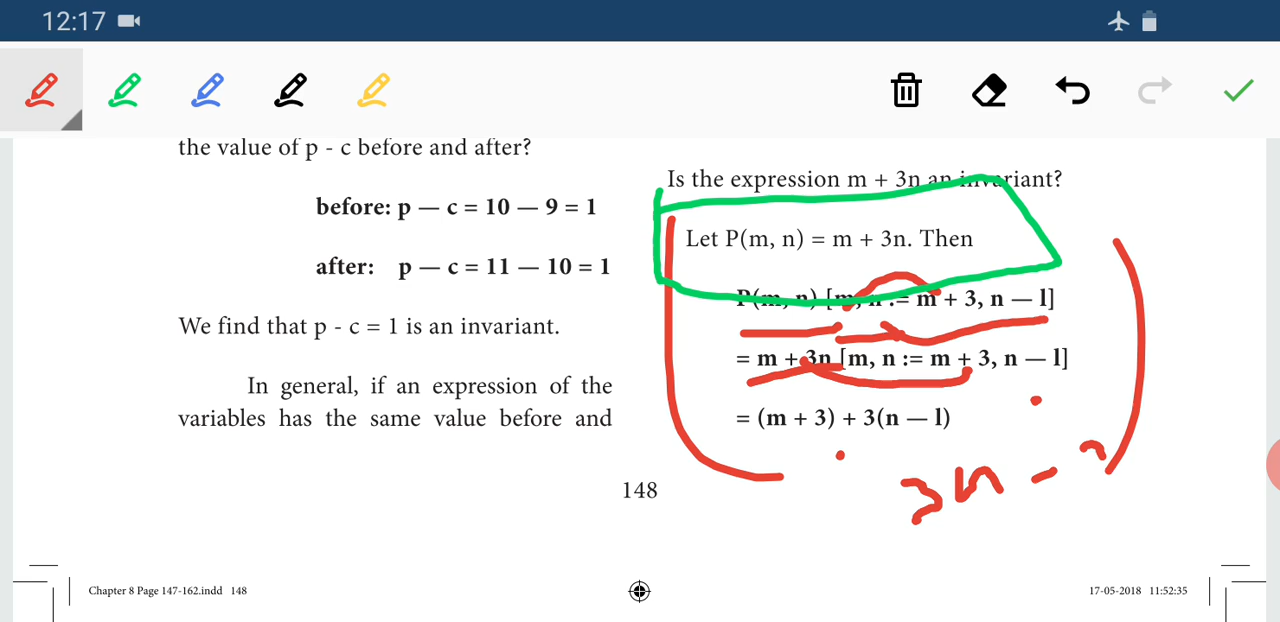 12:17
the value of p - c before and after?
before: p — c = 10 — 9 = 1
after: p — c = 11 — 10 = 1
We find that p - c = 1 is an invariant.
In general, if an expression of the
variables has the same value before and
Is the expression m + 3n an invariant?
Let P(m, n) = m + 3n. Then
P(m, n) [m, n := m + 3, n — l]
= m + 3n [m, n := m + 3, n — l]
= (m + 3) + 3(n — l)
3n -
148
Chapter 8 Page 147-162.indd 148
17-05-2018 11:52:35